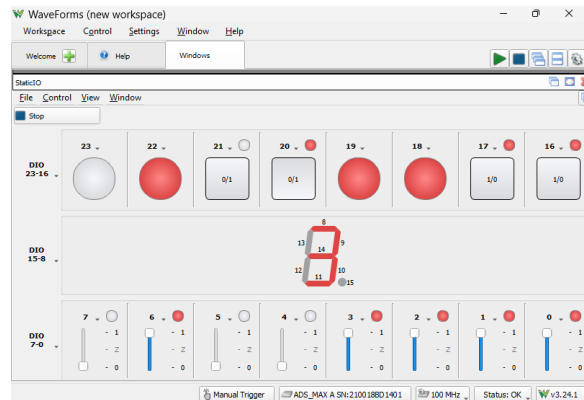 WaveForms (new workspace)
Workspace Control Settings Window Help
Welcome Help Windows
StaticIO
File Control View Window
Stop
DIO 23-16
23 22 21 20 19 18 17 16
0/1 0/1 1/0 1/0
DIO 15-8
8
13 9
14
12 10
11 15
DIO 7-0
7 6 5 4 3 2 1 0
- 1 - 1 - 1 - 1 - 1 - 1 - 1 - 1
- Z - Z - Z - Z - Z - Z - Z - Z
- 0 - 0 - 0 - 0 - 0 - 0 - 0 - 0
Manual Trigger ADS_MAX A SN:210018BD1401 100 MHz Status: OK v3.24.1